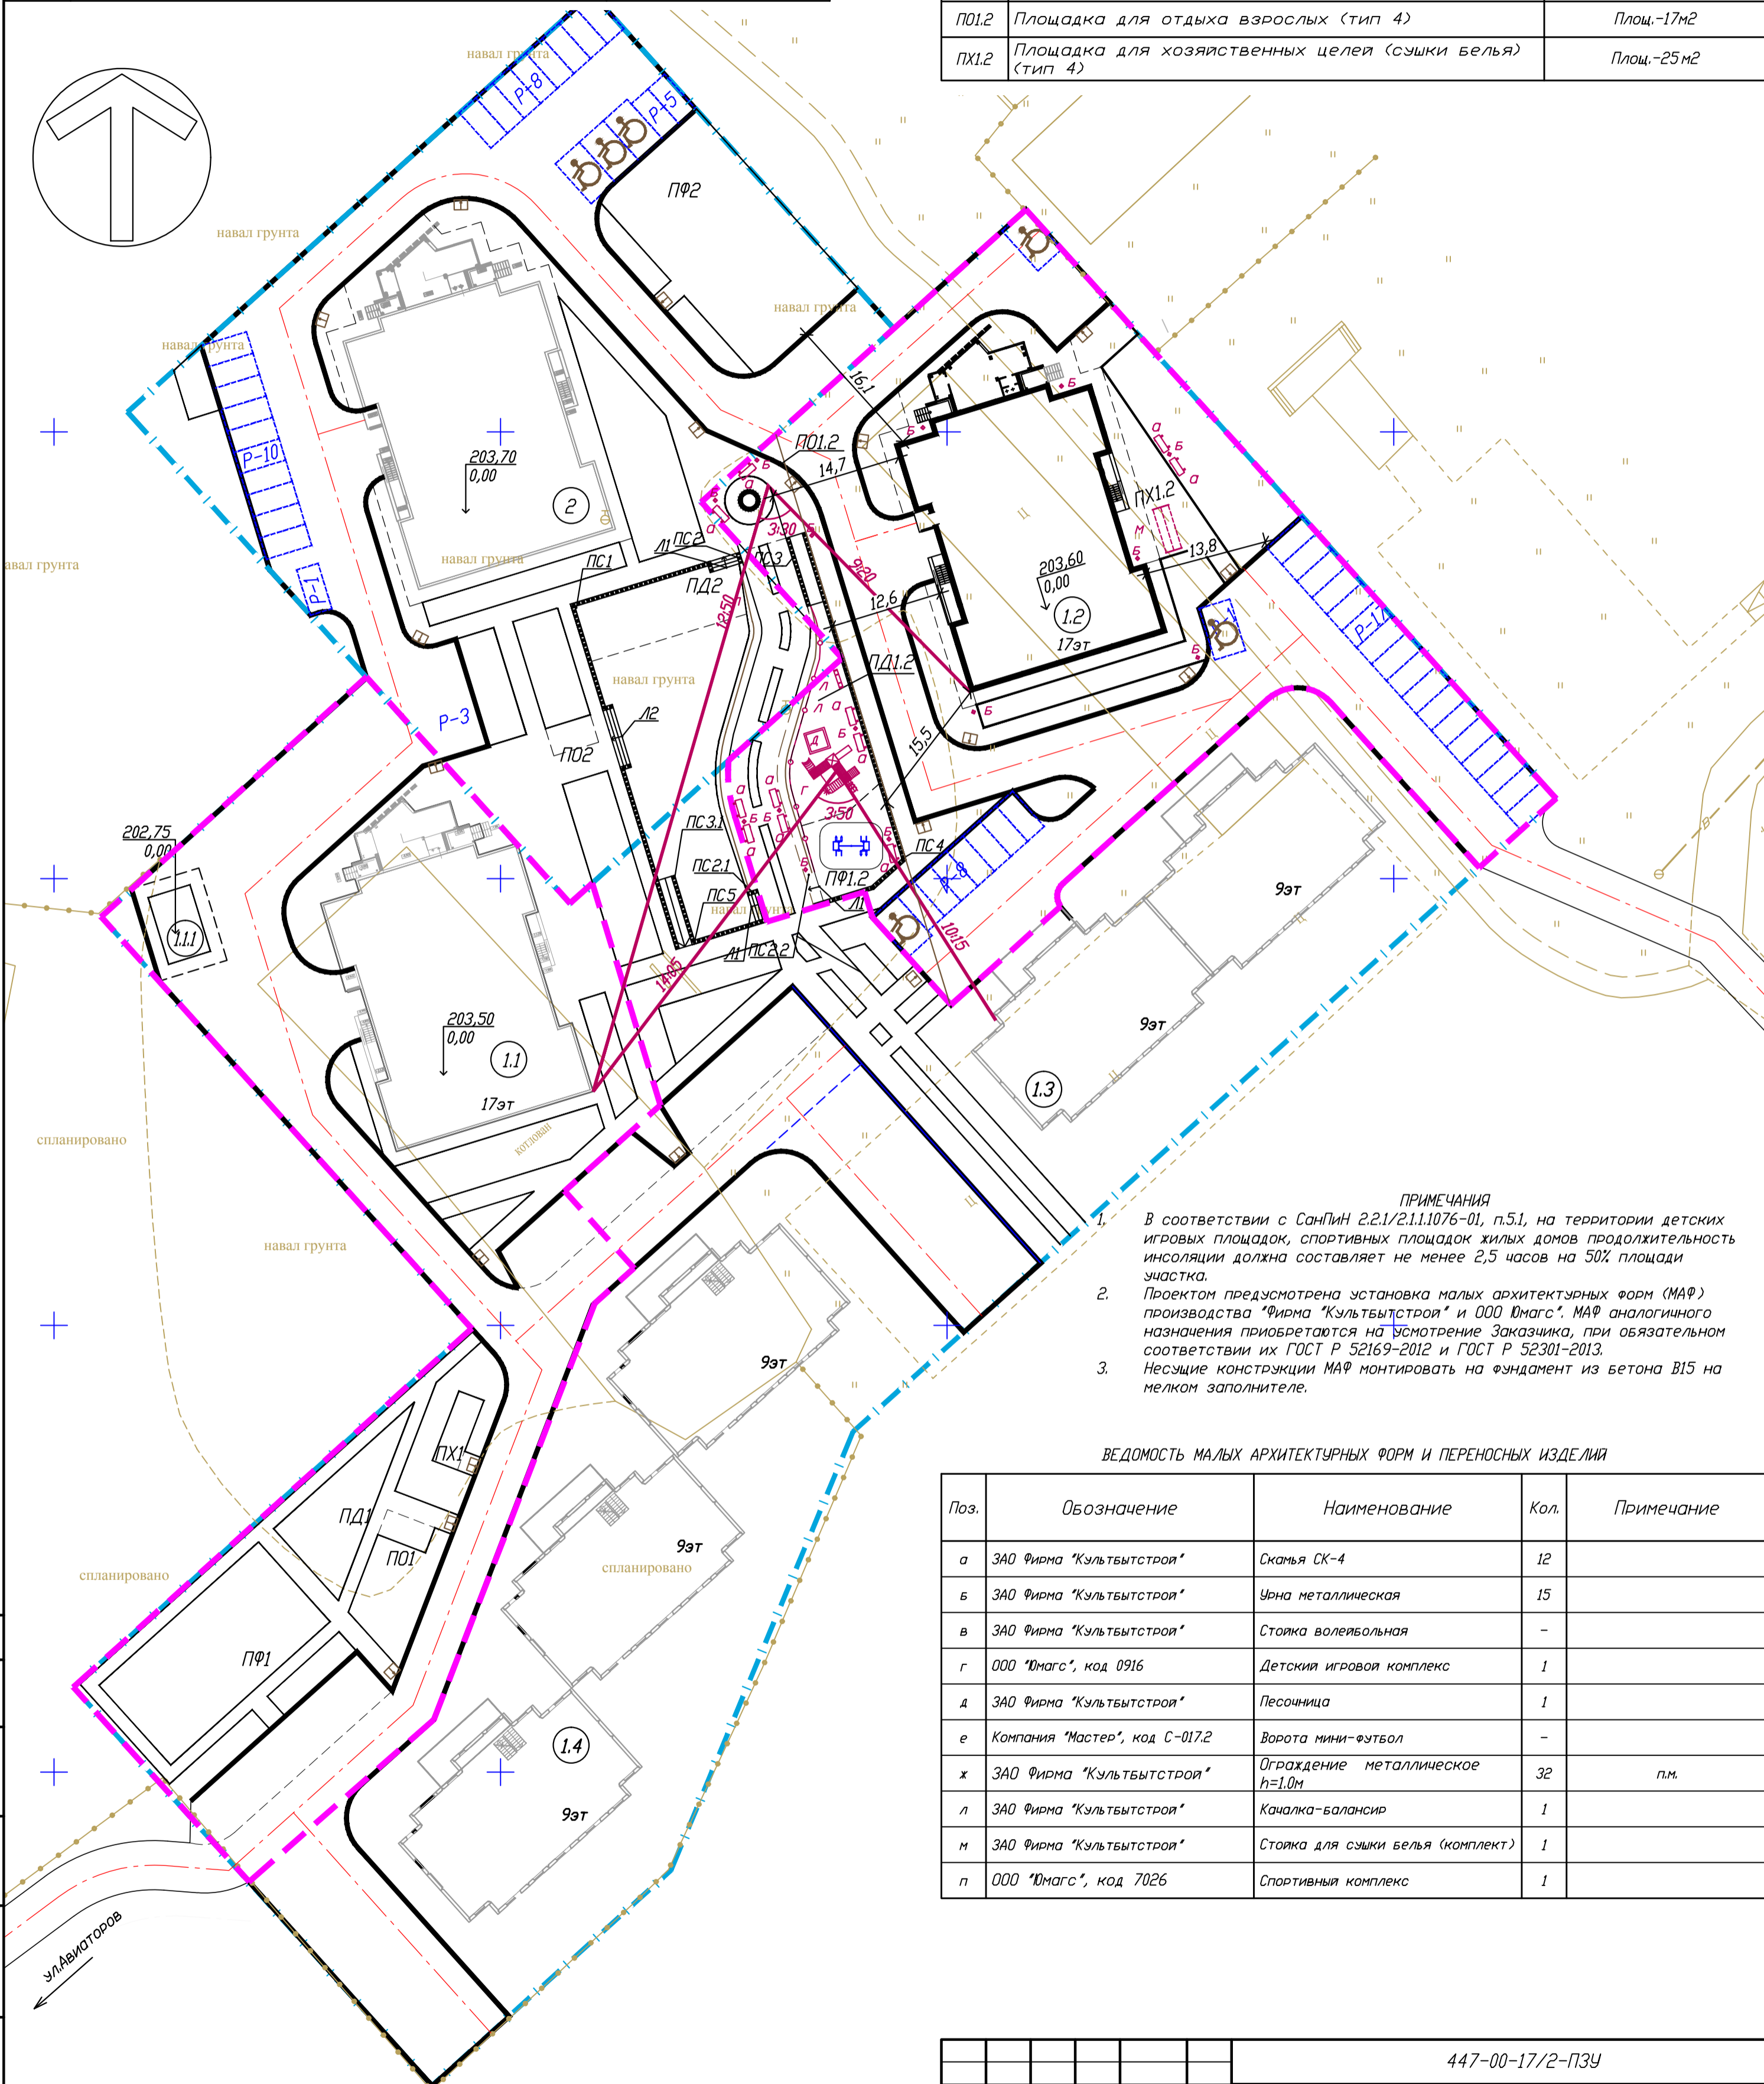 ПО1.2 Площадка для отдыха взрослых (тип 4) Площ.-17м2
ПХ1.2 Площадка для хозяйственных целей (сушки белья) (тип 4) Площ.-25м2
навал грунта
Р-8
Р-5
ПФ2
навал грунта
навал грунта
навал грунта
Р-10
203,70
0,00
2
16,1
ПО1.2
14,7
б
а
б
а
б
а
б
а
ПХ1.2
м
б
13,8
навал грунта
навал грунта
Р-1
ПС1
Л1
ПС2
ПС3
3:30
б
9:20
ПД2
12:50
12,6
203,60
0,00
1.2
17эт
Р-1
Р-17
б
б
навал грунта
ПД1.2
Л2
Р-3
ПО2
л
л
а
б
а
д
г
15,5
3:50
202,75
0,00
1.1.1
ПС3.1
ПС2.1
ПС5
ПС4
ПФ1.2
Р-8
навал грунта
Л1
Л1
ПС2.2
14:05
10:15
9эт
9эт
1.3
203,50
0,00
1.1
17эт
котлован
спланировано
навал грунта
ПРИМЕЧАНИЯ
1. В соответствии с СанПиН 2.2.1/2.1.1.1076-01, п.5.1, на территории детских
игровых площадок, спортивных площадок жилых домов продолжительность
инсоляции должна составляет не менее 2,5 часов на 50% площади
участка.
2. Проектом предусмотрена установка малых архитектурных форм (МАФ)
производства "Фирма "Культбытстрой" и ООО Юмагс". МАФ аналогичного
назначения приобретаются на усмотрение Заказчика, при обязательном
соответствии их ГОСТ Р 52169-2012 и ГОСТ Р 52301-2013.
3. Несущие конструкции МАФ монтировать на фундамент из бетона В15 на
мелком заполнителе.
9эт
9эт
спланировано
ПХ1
ПД1
ПО1
спланировано
ПФ1
1.4
9эт
ул.Авиаторов
ВЕДОМОСТЬ МАЛЫХ АРХИТЕКТУРНЫХ ФОРМ И ПЕРЕНОСНЫХ ИЗДЕЛИЙ
Поз. Обозначение Наименование Кол. Примечание
а ЗАО Фирма "Культбытстрой" Скамья СК-4 12
б ЗАО Фирма "Культбытстрой" Урна металлическая 15
в ЗАО Фирма "Культбытстрой" Стойка волейбольная -
г ООО "Юмагс", код 0916 Детский игровой комплекс 1
д ЗАО Фирма "Культбытстрой" Песочница 1
е Компания "Мастер", код С-017.2 Ворота мини-футбол -
ж ЗАО Фирма "Культбытстрой" Ограждение металлическое h=1.0м 32 п.м.
л ЗАО Фирма "Культбытстрой" Качалка-балансир 1
м ЗАО Фирма "Культбытстрой" Стойка для сушки белья (комплект) 1
п ООО "Юмагс", код 7026 Спортивный комплекс 1
447-00-17/2-ПЗУ